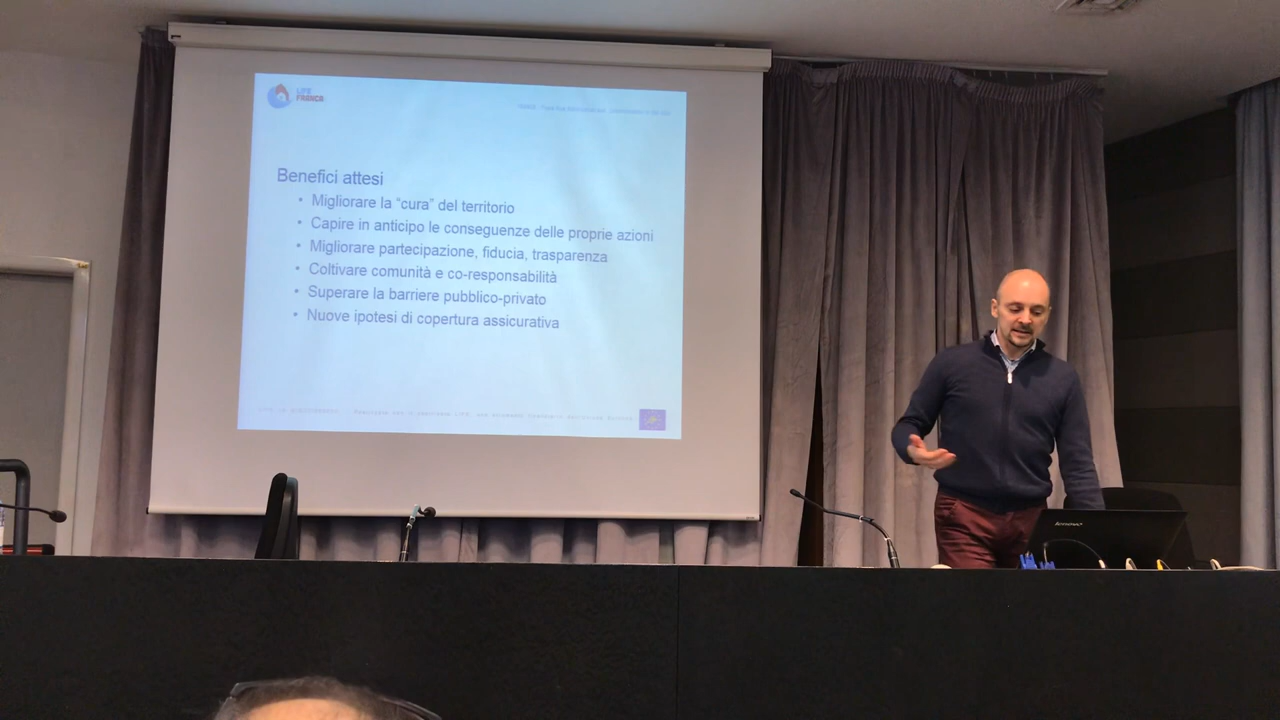 LIFE
FRANCA
Benefici attesi
• Migliorare la “cura” del territorio
• Capire in anticipo le conseguenze delle proprie azioni
• Migliorare partecipazione, fiducia, trasparenza
• Coltivare comunità e co-responsabilità
• Superare la barriere pubblico-privato
• Nuove ipotesi di copertura assicurativa
lenovo